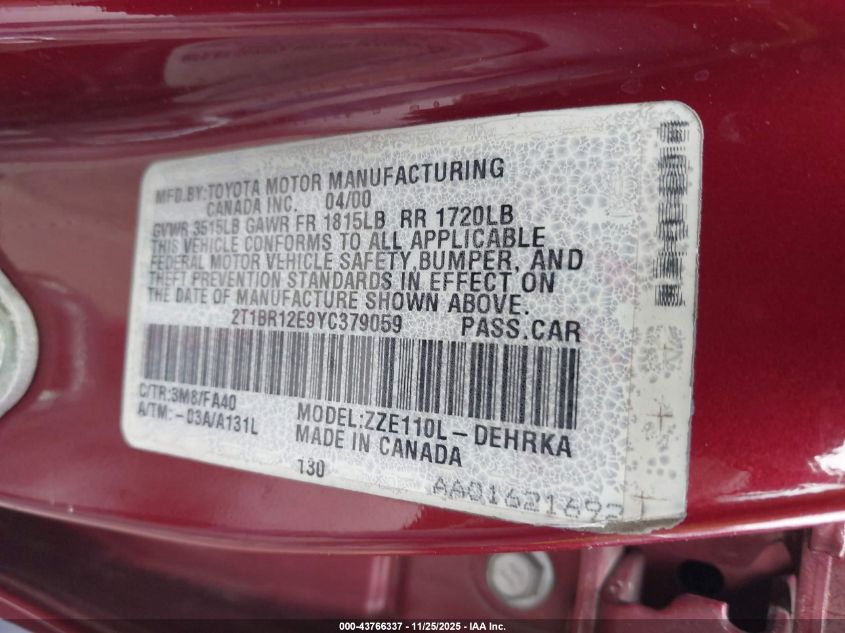 MFD.BY:TOYOTA MOTOR MANUFACTURING
CANADA INC. 04/00
GVWR 3515LB GAWR FR 1815LB RR 1720LB
THIS VEHICLE CONFORMS TO ALL APPLICABLE
FEDERAL MOTOR VEHICLE SAFETY,BUMPER, AND
THEFT PREVENTION STANDARDS IN EFFECT ON
THE DATE OF MANUFACTURE SHOWN ABOVE.
2T1BR12E9YC379059 PASS.CAR
C/TR:3M8/FA40
A/TM:-03A/A131L
MODEL:ZZE110L-DEHRKA
MADE IN CANADA
130
AA01621692
000-43766337 - 11/25/2025 - IAA Inc.